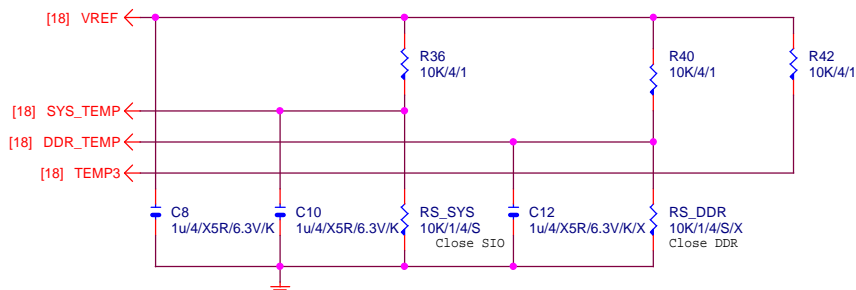 [18] VREF
R36
10K/4/1
R40
10K/4/1
R42
10K/4/1
[18] SYS_TEMP
[18] DDR_TEMP
[18] TEMP3
C8
1u/4/X5R/6.3V/K
C10
1u/4/X5R/6.3V/K
RS_SYS
10K/1/4/S
Close SIO
C12
1u/4/X5R/6.3V/K/X
RS_DDR
10K/1/4/S/X
Close DDR